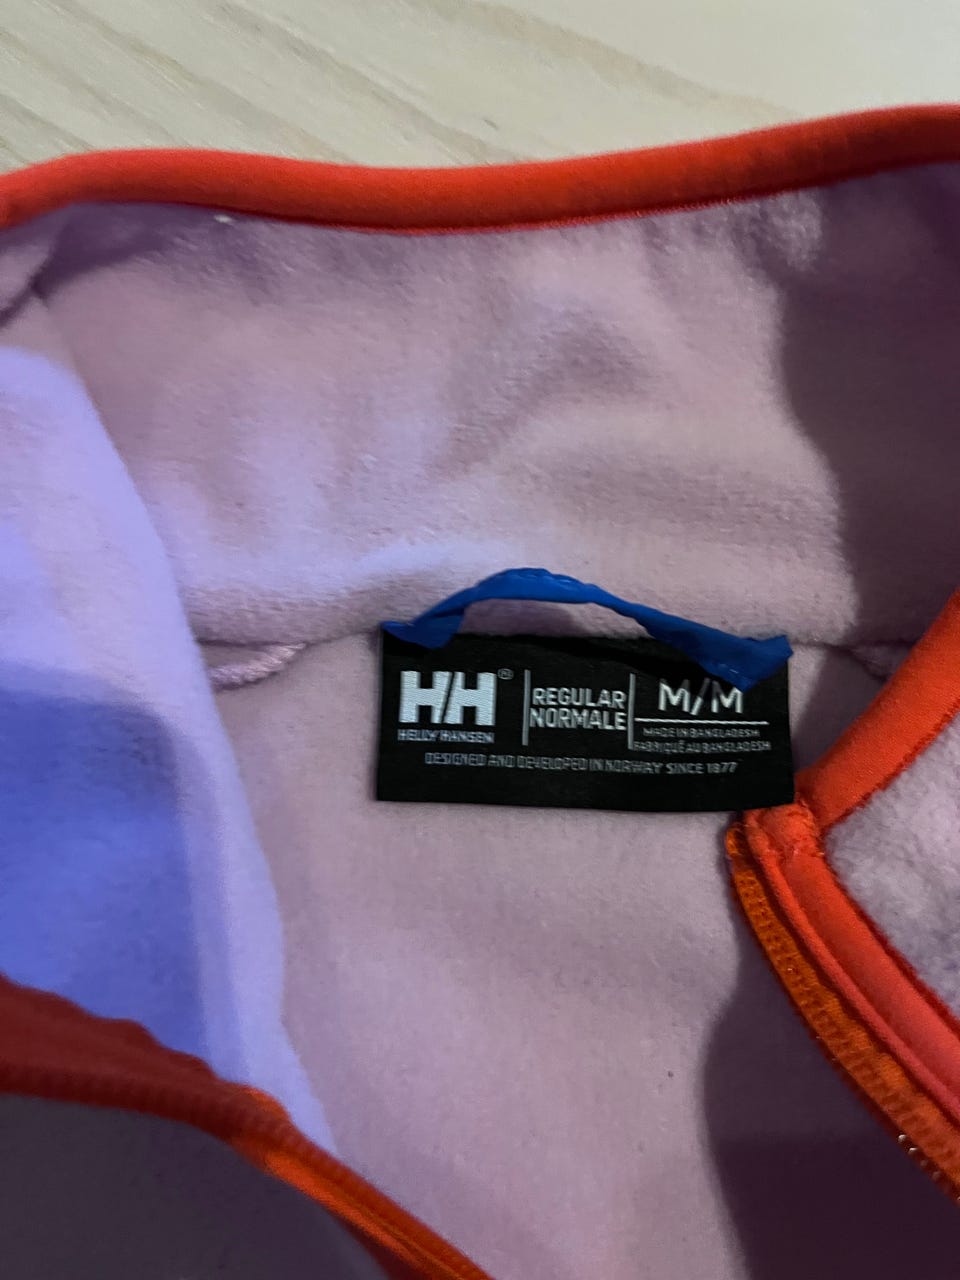 HH®
HELLY HANSEN
REGULAR
NORMALE
M/M
MADE IN BANGLADESH
FABRIQUÉ AU BANGLADESH
DESIGNED AND DEVELOPED IN NORWAY SINCE 1877